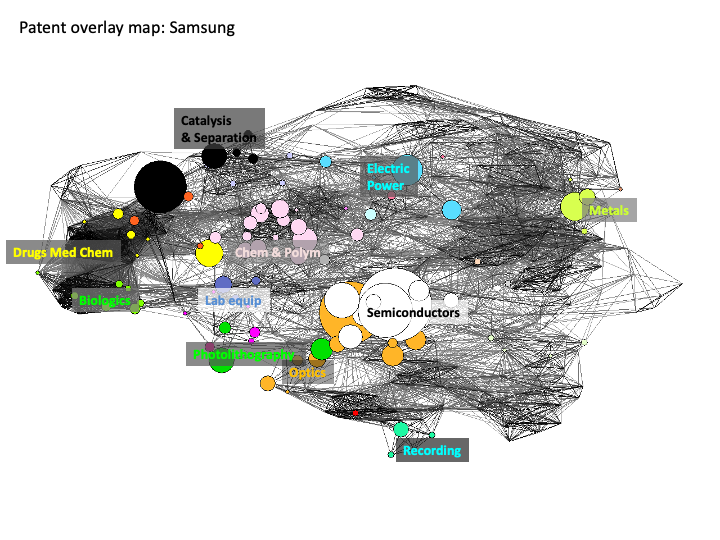 Patent overlay map: Samsung
Catalysis
& Separation
Electric
Power
Metals
Drugs Med Chem
Chem & Polym
Biologics
Lab equip
Semiconductors
Photolithography
Optics
Recording